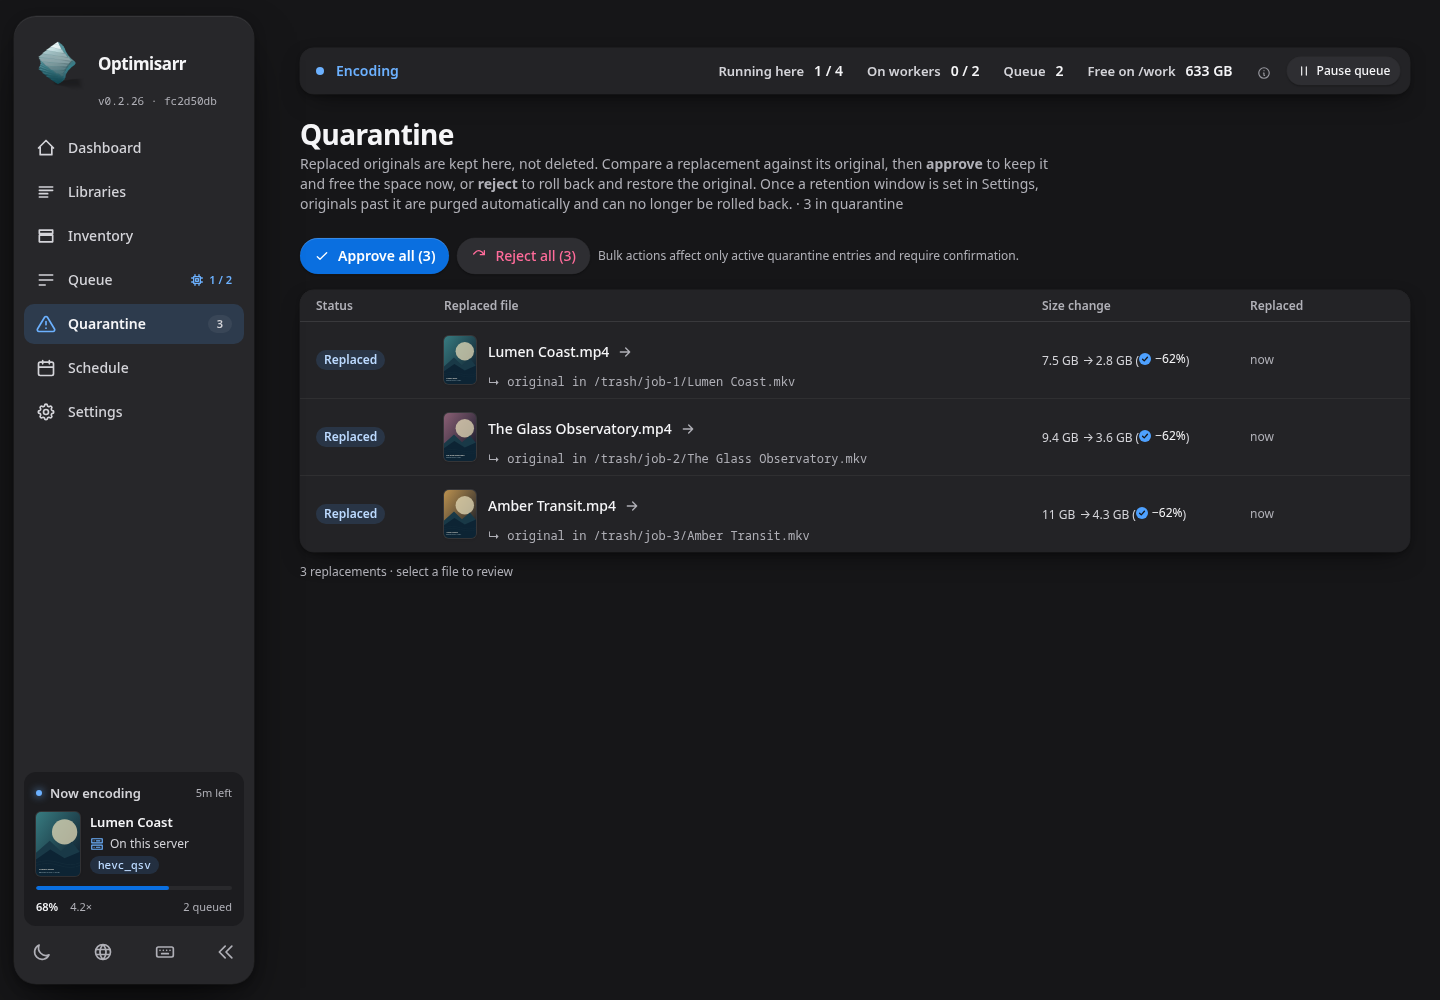 Optimisarr
v0.2.26 · fc2d50db
Dashboard
Libraries
Inventory
Queue 1 / 2
Quarantine 3
Schedule
Settings
Now encoding 5m left
Lumen Coast
On this server
hevc_qsv
68% 4.2× 2 queued
Encoding Running here 1 / 4 On workers 0 / 2 Queue 2 Free on /work 633 GB Pause queue
Quarantine
Replaced originals are kept here, not deleted. Compare a replacement against its original, then approve to keep it
and free the space now, or reject to roll back and restore the original. Once a retention window is set in Settings,
originals past it are purged automatically and can no longer be rolled back. · 3 in quarantine
Approve all (3) Reject all (3) Bulk actions affect only active quarantine entries and require confirmation.
Status Replaced file Size change Replaced
Replaced Lumen Coast.mp4 → 7.5 GB → 2.8 GB (−62%) now
↳ original in /trash/job-1/Lumen Coast.mkv
Replaced The Glass Observatory.mp4 → 9.4 GB → 3.6 GB (−62%) now
↳ original in /trash/job-2/The Glass Observatory.mkv
Replaced Amber Transit.mp4 → 11 GB → 4.3 GB (−62%) now
↳ original in /trash/job-3/Amber Transit.mkv
3 replacements · select a file to review